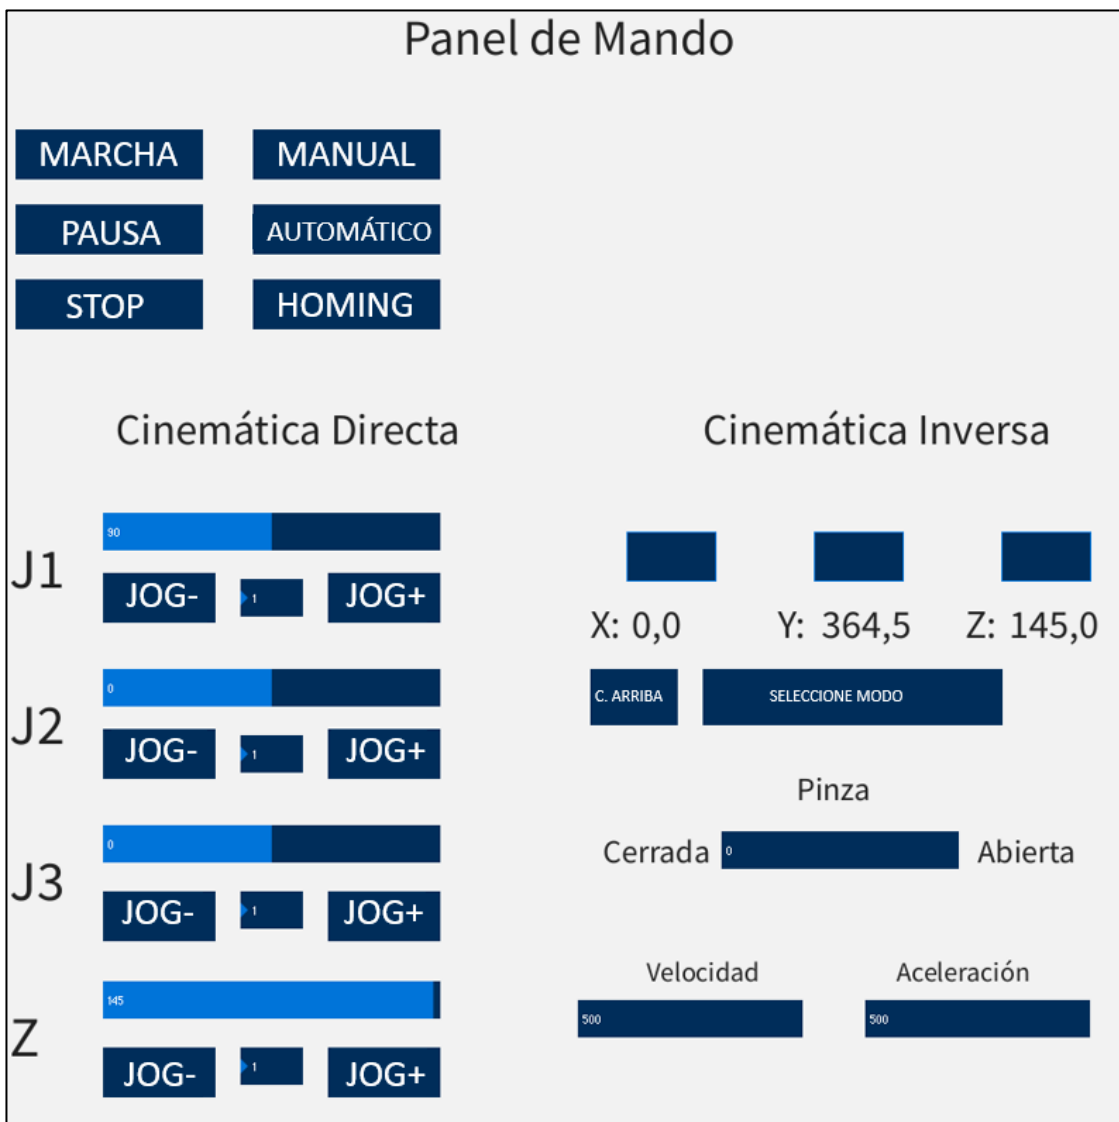 Panel de Mando
MARCHA MANUAL
PAUSA AUTOMÁTICO
STOP HOMING
Cinemática Directa
J1
90
JOG- 1 JOG+
J2
0
JOG- 1 JOG+
J3
0
JOG- 1 JOG+
Z
145
JOG- 1 JOG+
Cinemática Inversa
X: 0,0 Y: 364,5 Z: 145,0
C. ARRIBA SELECCIONE MODO
Pinza
Cerrada 0 Abierta
Velocidad Aceleración
500 500